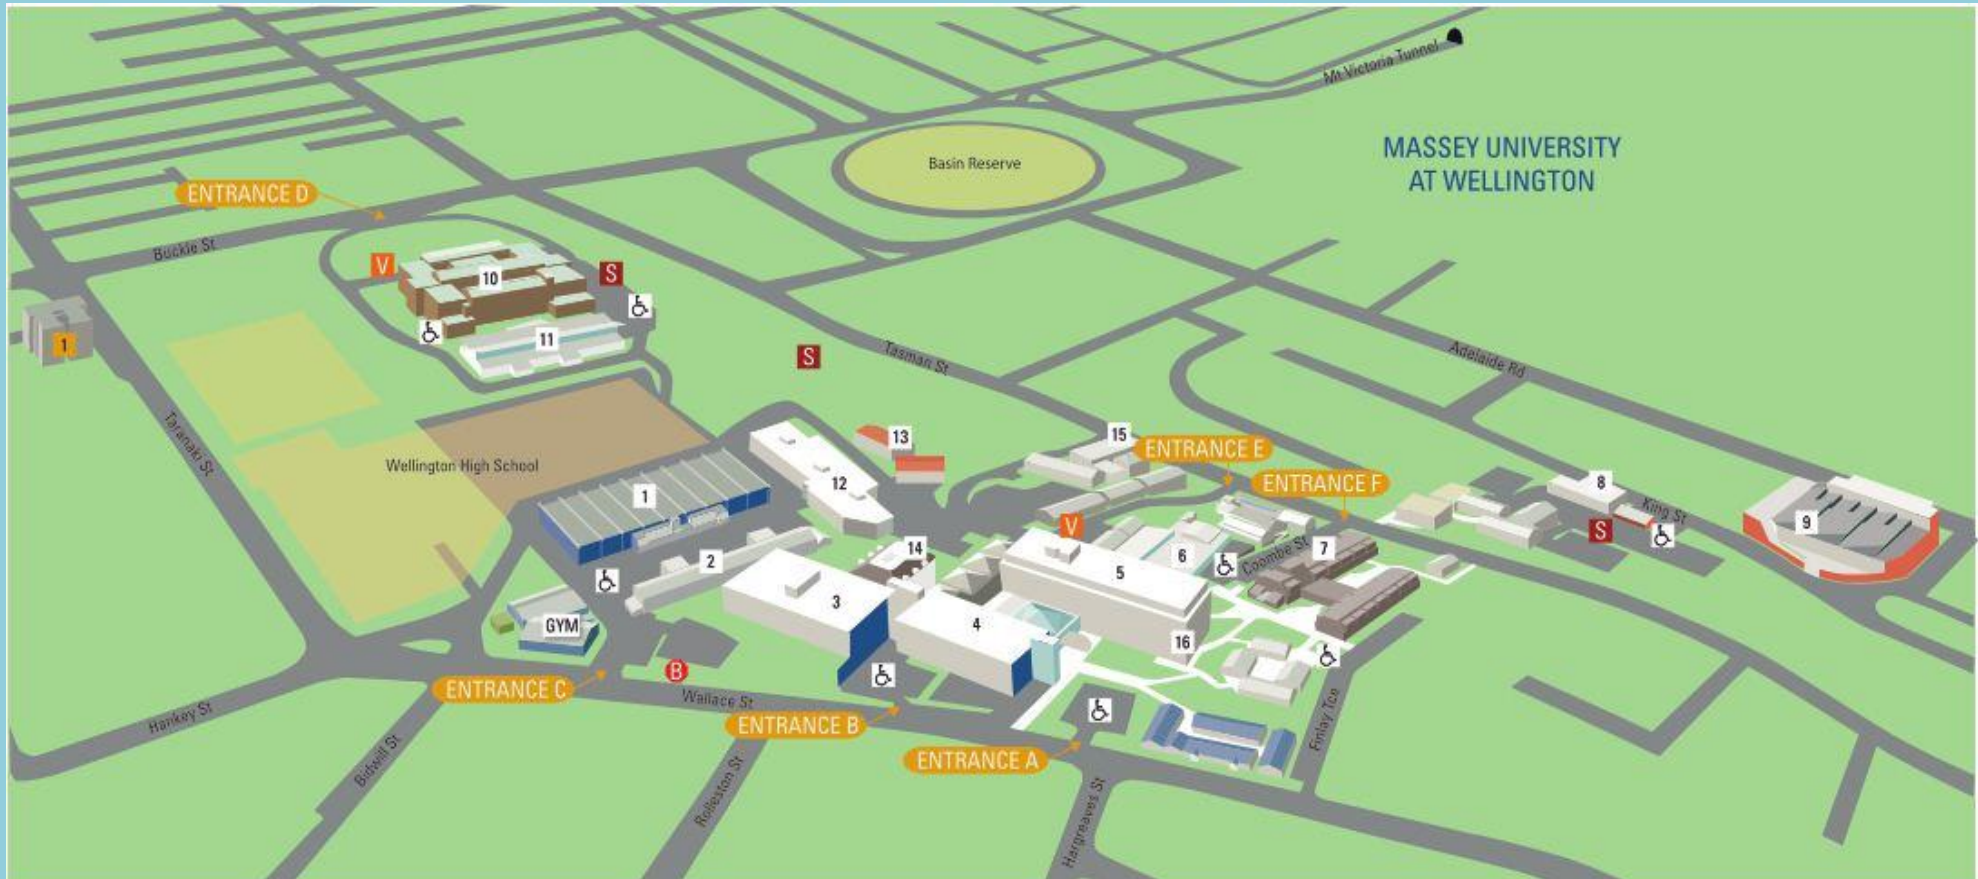 Mt Victoria Tunnel
MASSEY UNIVERSITY
AT WELLINGTON
Basin Reserve
ENTRANCE D
Buckle St
V
10
S
11
1
S
Tasman St
Adelaide Rd
Taranaki St
Wellington High School
13
15
ENTRANCE E
12
1
ENTRANCE F
8
King St
9
V
S
14
2
6
Coombe St
7
5
3
4
GYM
16
B
ENTRANCE C
Wallace St
ENTRANCE B
Hankey St
Bidwill St
Rolleston St
ENTRANCE A
Finlay Tce
Hargreaves St